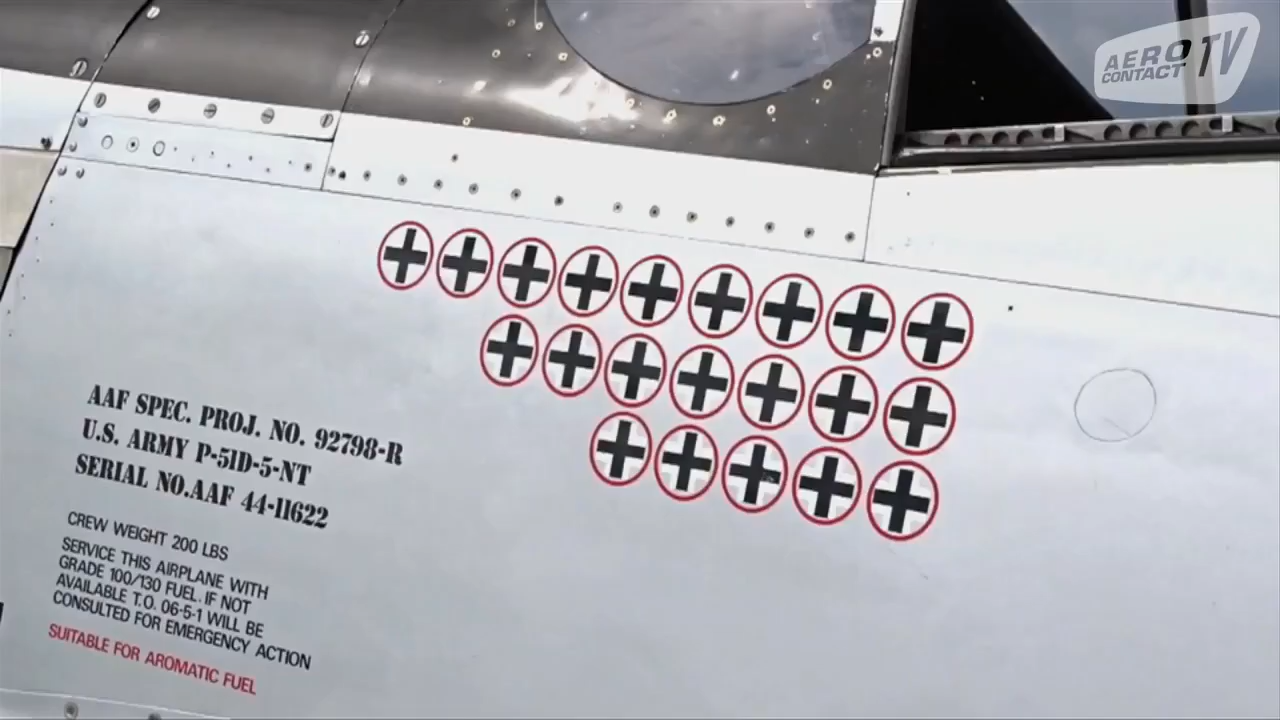 AERO CONTACT TV
AAF SPEC. PROJ. NO. 92798-R
U.S. ARMY P-51D-5-NT
SERIAL NO.AAF 44-11622
CREW WEIGHT 200 LBS
SERVICE THIS AIRPLANE WITH
GRADE 100/130 FUEL. IF NOT
AVAILABLE T.O. 06-5-1 WILL BE
CONSULTED FOR EMERGENCY ACTION
SUITABLE FOR AROMATIC FUEL